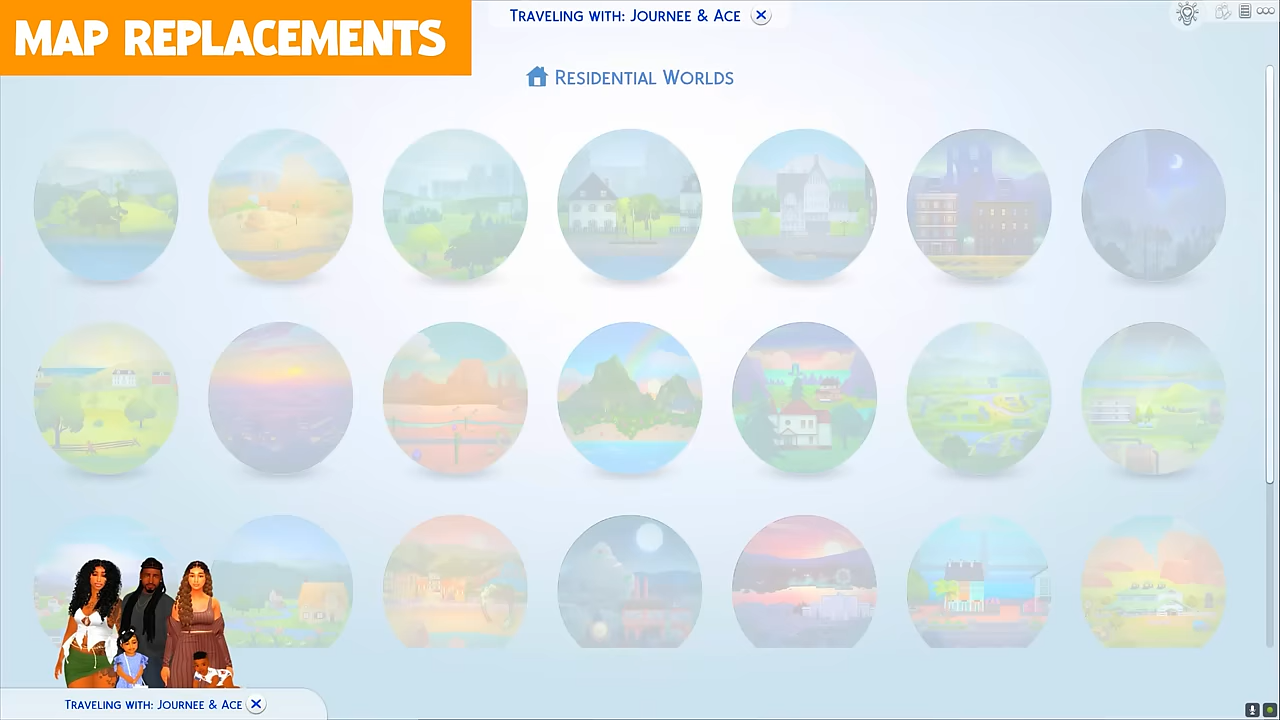 MAP REPLACEMENTS
TRAVELING WITH: JOURNEE & ACE
RESIDENTIAL WORLDS
TRAVELING WITH: JOURNEE & ACE